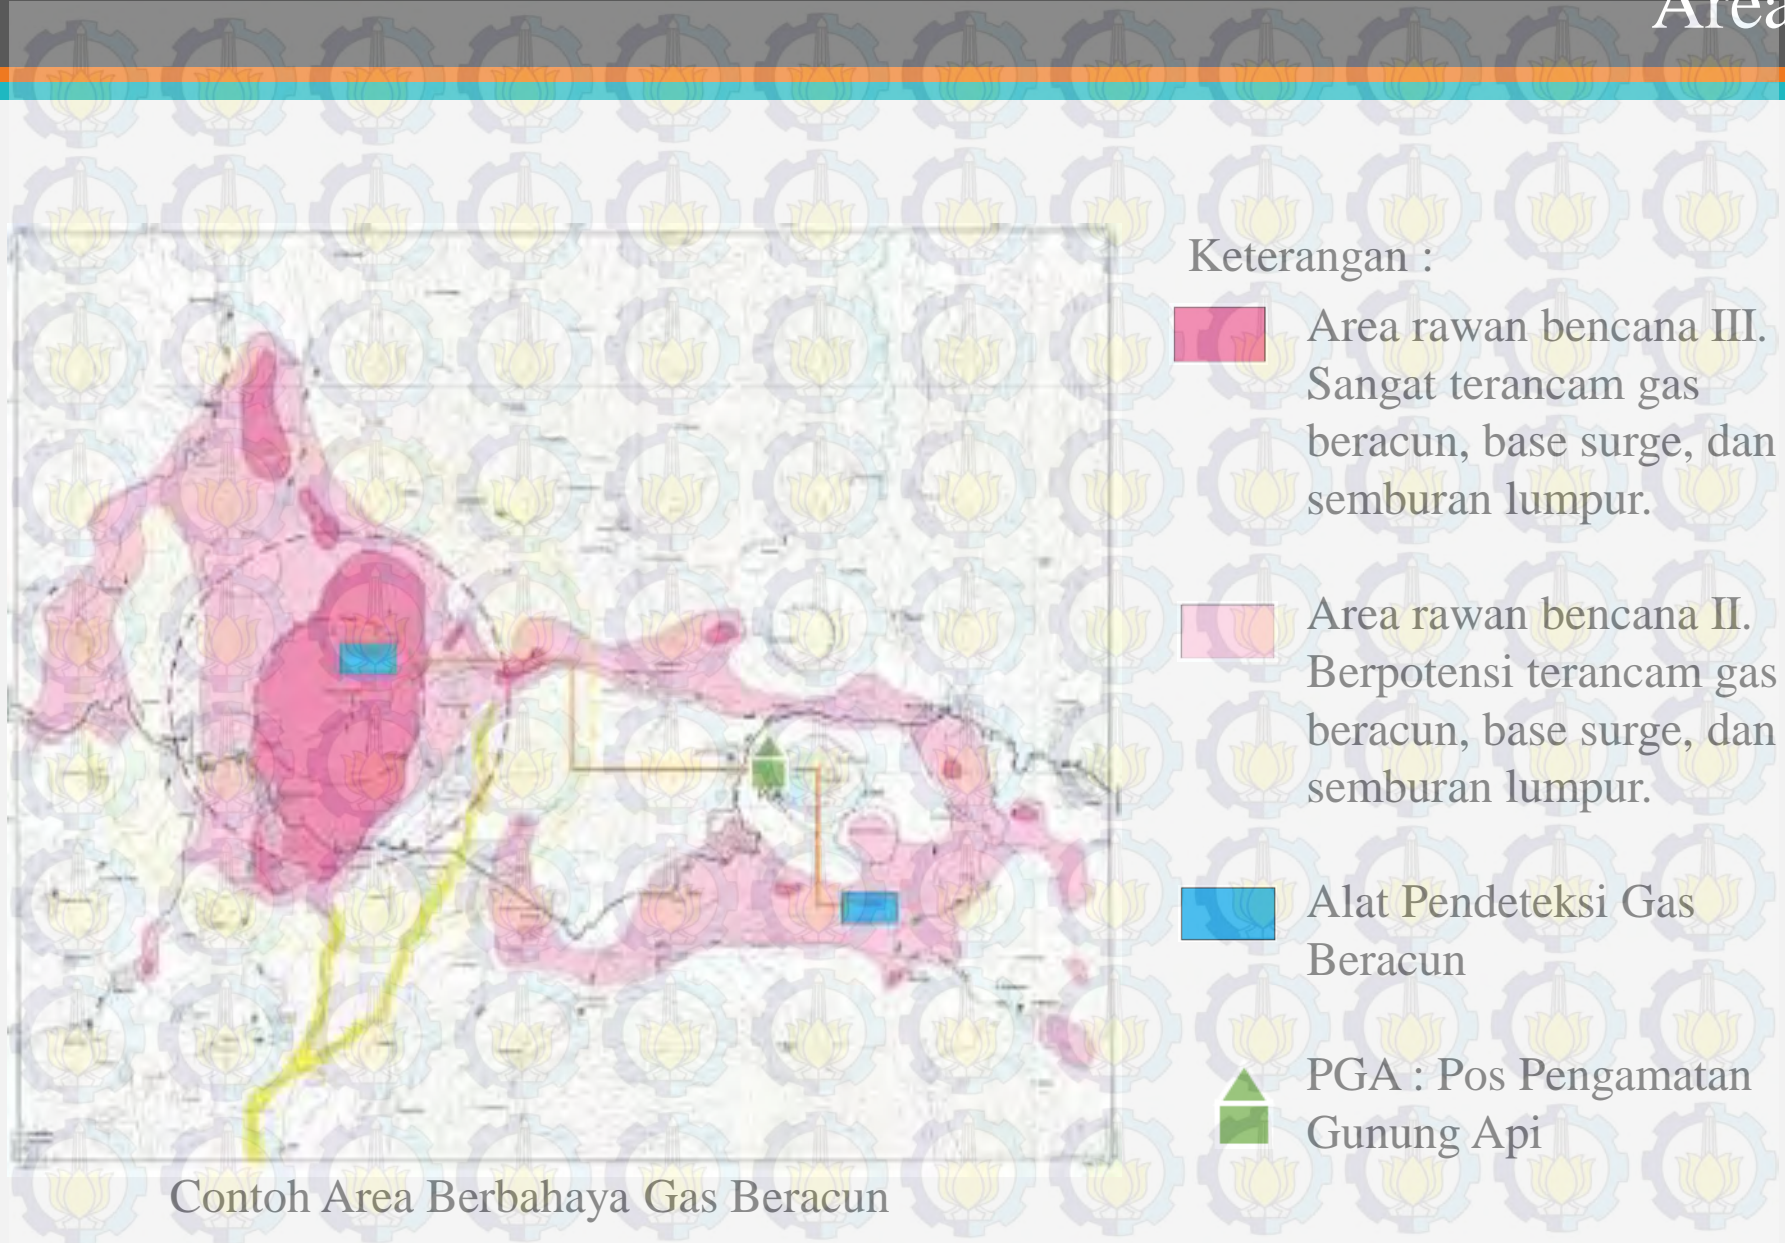 Area
Keterangan :
Area rawan bencana III.
Sangat terancam gas
beracun, base surge, dan
semburan lumpur.
Area rawan bencana II.
Berpotensi terancam gas
beracun, base surge, dan
semburan lumpur.
Alat Pendeteksi Gas
Beracun
PGA : Pos Pengamatan
Gunung Api
Contoh Area Berbahaya Gas Beracun